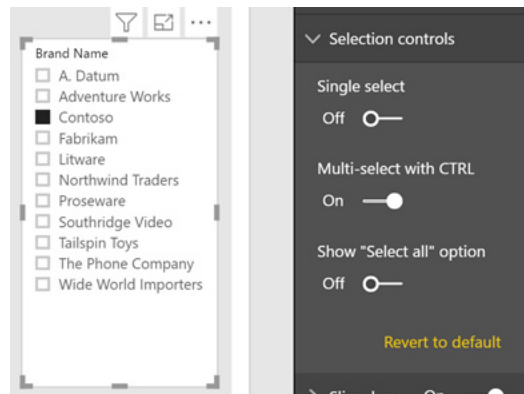 Brand Name
A. Datum
Adventure Works
Contoso
Fabrikam
Litware
Northwind Traders
Proseware
Southridge Video
Tailspin Toys
The Phone Company
Wide World Importers
Selection controls
Single select
Off
Multi-select with CTRL
On
Show "Select all" option
Off
Revert to default